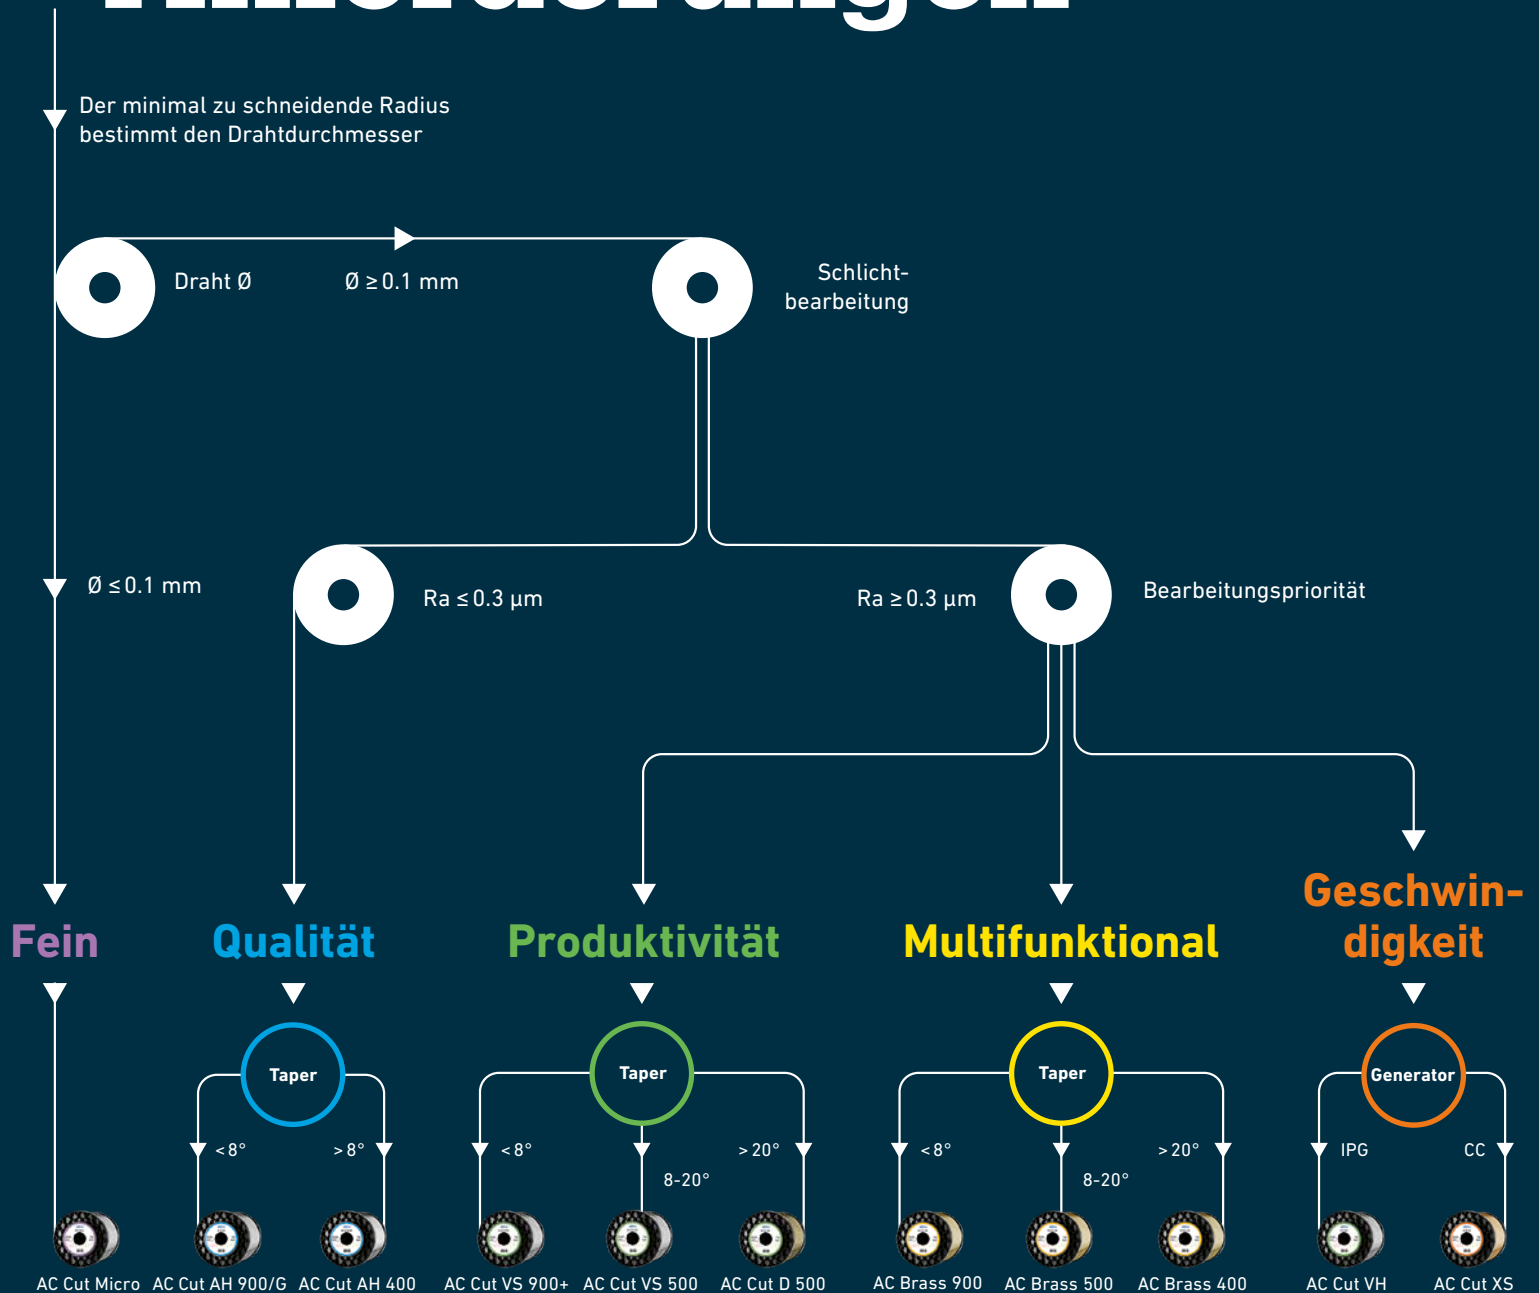 Anforderungen
Der minimal zu schneidende Radius
bestimmt den Drahtdurchmesser
Draht Ø
Ø ≥ 0.1 mm
Schlicht-
bearbeitung
Ø ≤ 0.1 mm
Ra ≤ 0.3 µm
Ra ≥ 0.3 µm
Bearbeitungspriorität
Fein
Qualität
Produktivität
Multifunktional
Geschwin-
digkeit
Taper
Taper
Taper
Generator
< 8°
> 8°
< 8°
8-20°
> 20°
< 8°
8-20°
> 20°
IPG
CC
AC Cut Micro
AC Cut AH 900/G
AC Cut AH 400
AC Cut VS 900+
AC Cut VS 500
AC Cut D 500
AC Brass 900
AC Brass 500
AC Brass 400
AC Cut VH
AC Cut XS